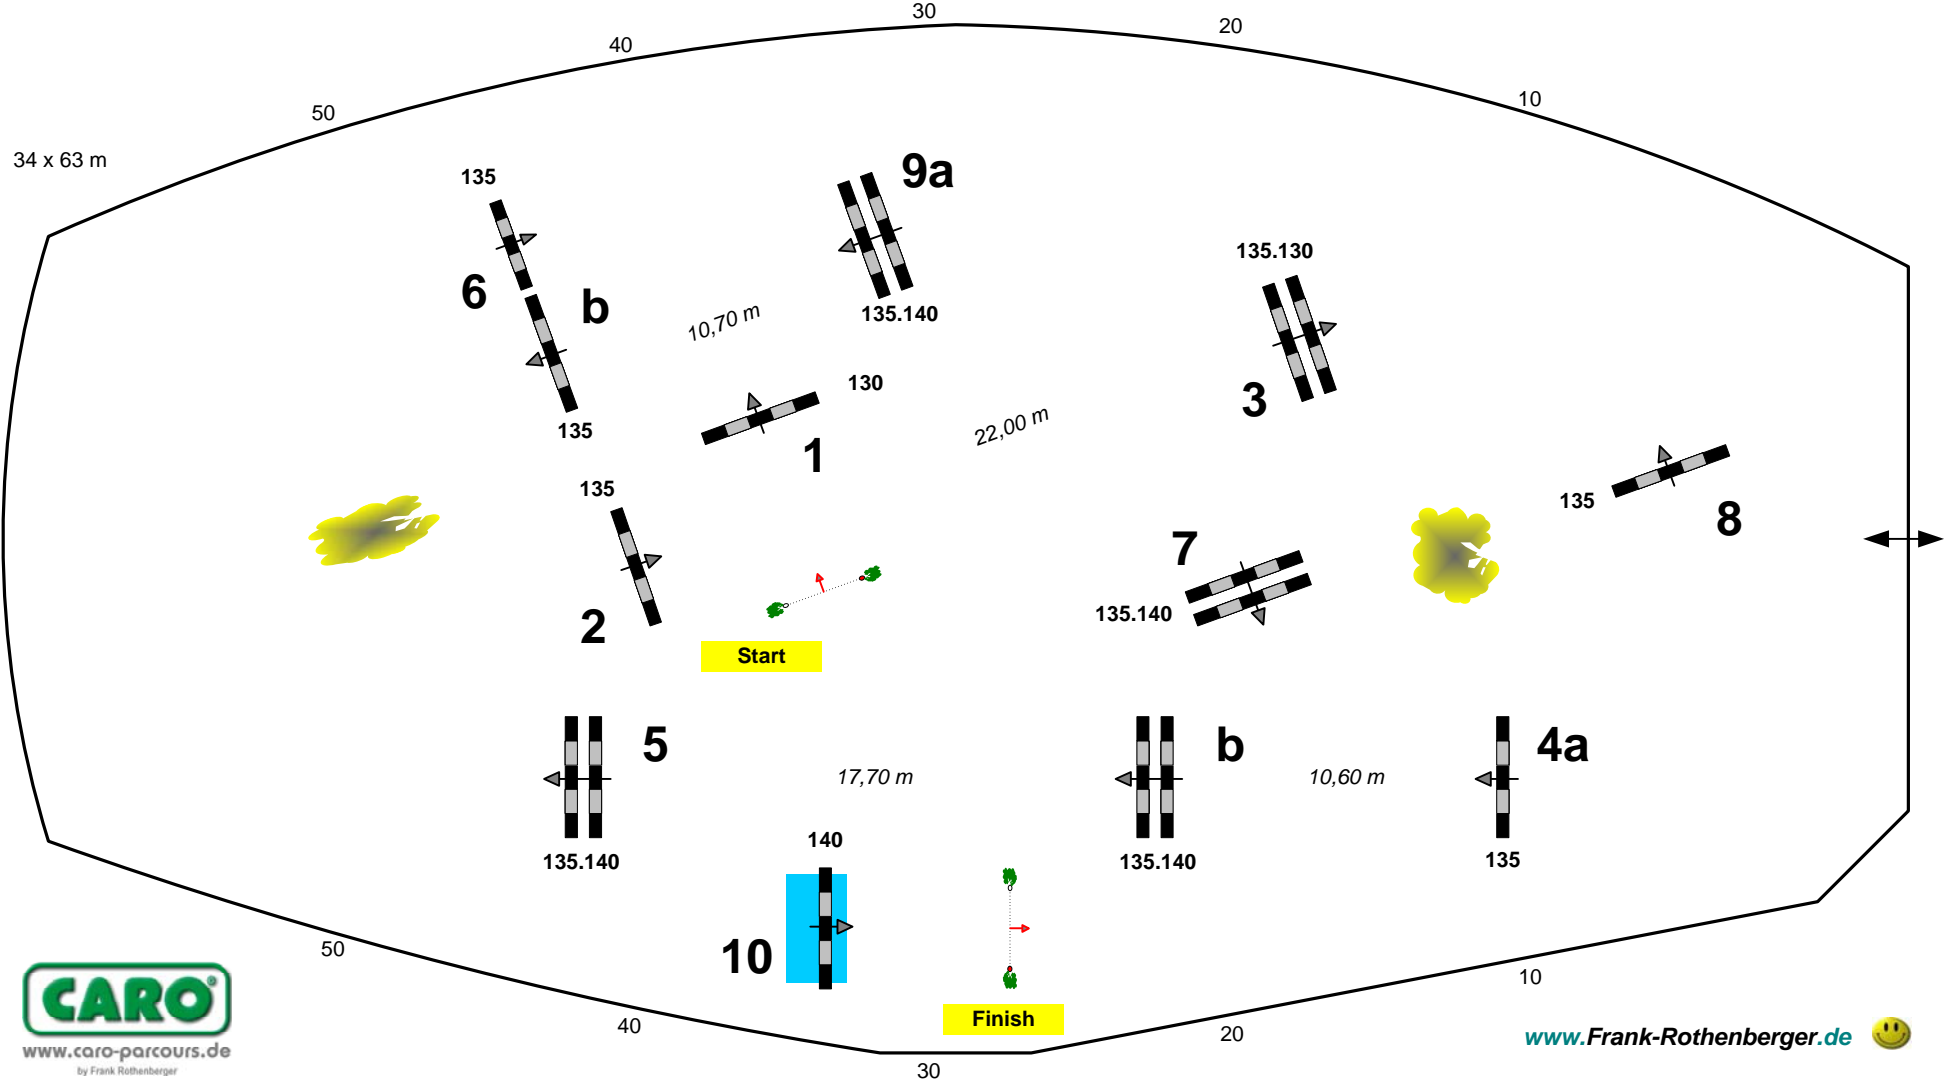 30
20
40
10
50
34 x 63 m
135
9a
135.130
6
b
10,70 m
135.140
3
130
135
1
22,00 m
135
135
8
7
2
135.140
Start
5
b
4a
17,70 m
10,60 m
140
135.140
135.140
135
10
50
10
Finish
40
20
30
CARO®
www.caro-parcours.de
by Frank Rothenberger
www.Frank-Rothenberger.de